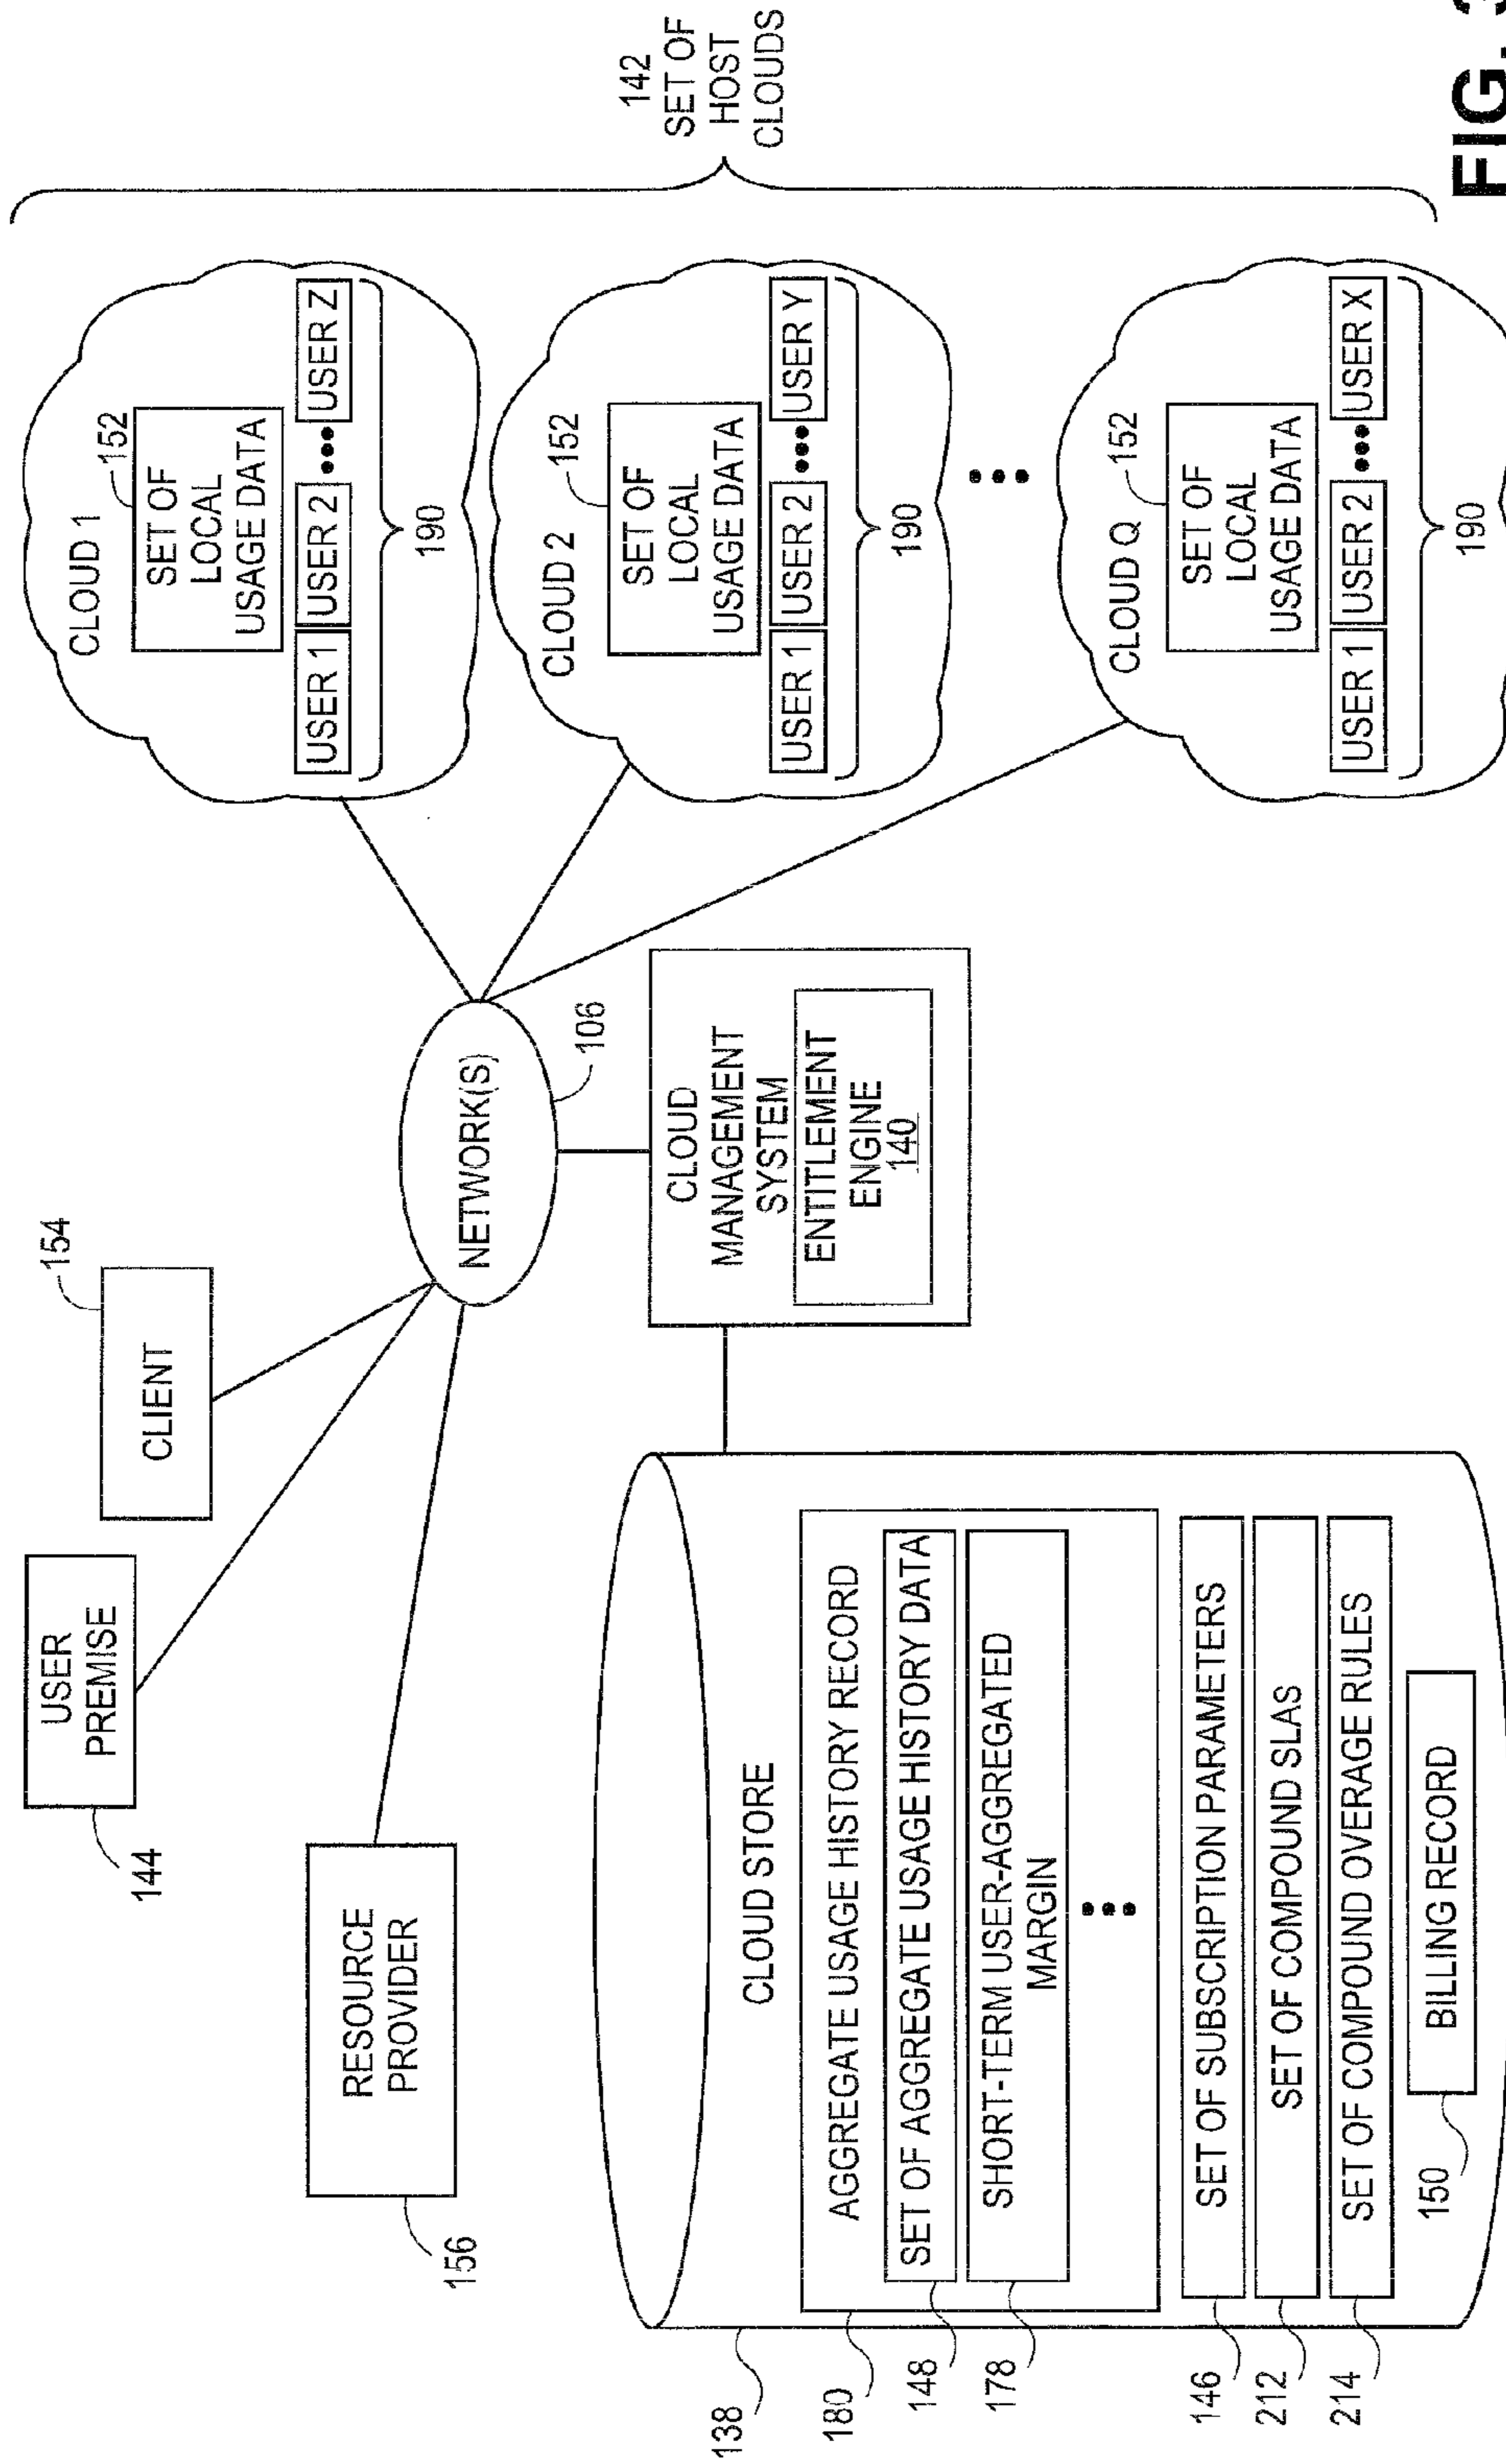 USER
PREMISE
144
CLIENT
154
RESOURCE
PROVIDER
156
NETWORK(S)
106
CLOUD
MANAGEMENT
SYSTEM
ENTITLEMENT
ENGINE
140
CLOUD 1
152
SET OF
LOCAL
USAGE DATA
USER 1
USER 2
USER Z
190
CLOUD 2
152
SET OF
LOCAL
USAGE DATA
USER 1
USER 2
USER Y
190
CLOUD Q
152
SET OF
LOCAL
USAGE DATA
USER 1
USER 2
USER X
190
142
SET OF
HOST
CLOUDS
CLOUD STORE
138
AGGREGATE USAGE HISTORY RECORD
180
SET OF AGGREGATE USAGE HISTORY DATA
148
SHORT-TERM USER-AGGREGATED
MARGIN
178
SET OF SUBSCRIPTION PARAMETERS
146
SET OF COMPOUND SLAS
212
SET OF COMPOUND OVERAGE RULES
214
BILLING RECORD
150
FIG. 3